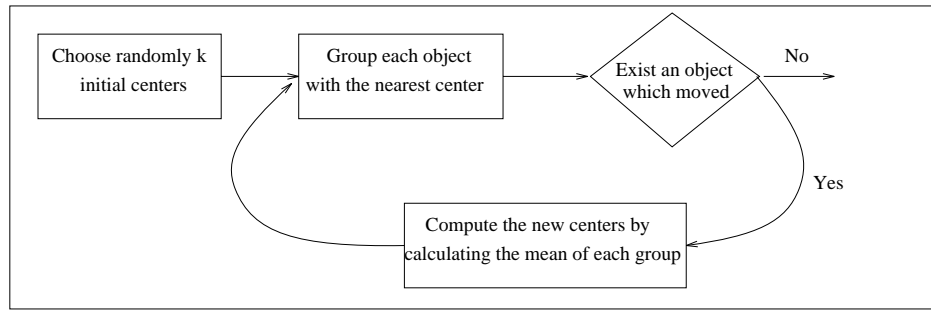 Choose randomly k
initial centers
Group each object
with the nearest center
Exist an object
which moved
No
Yes
Compute the new centers by
calculating the mean of each group